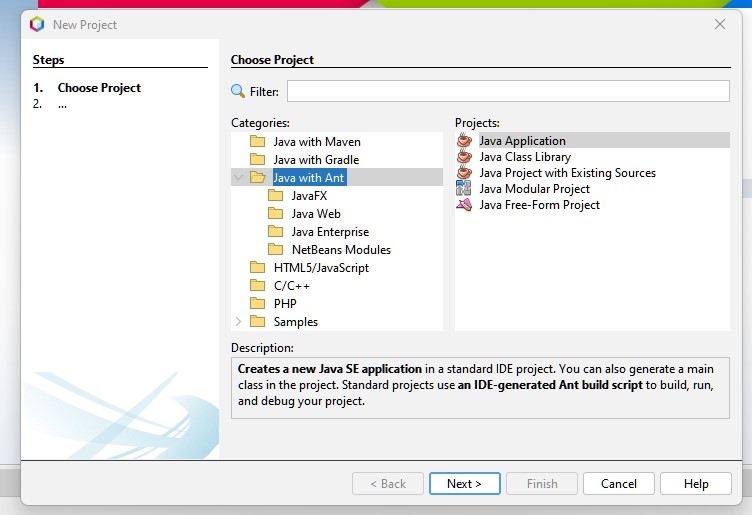 New Project
Steps
1. Choose Project
2. ...
Choose Project
Filter:
Categories:
Java with Maven
Java with Gradle
Java with Ant
JavaFX
Java Web
Java Enterprise
NetBeans Modules
HTML5/JavaScript
C/C++
PHP
Samples
Projects:
Java Application
Java Class Library
Java Project with Existing Sources
Java Modular Project
Java Free-Form Project
Description:
Creates a new Java SE application in a standard IDE project. You can also generate a main
class in the project. Standard projects use an IDE-generated Ant build script to build, run,
and debug your project.
< Back
Next >
Finish
Cancel
Help